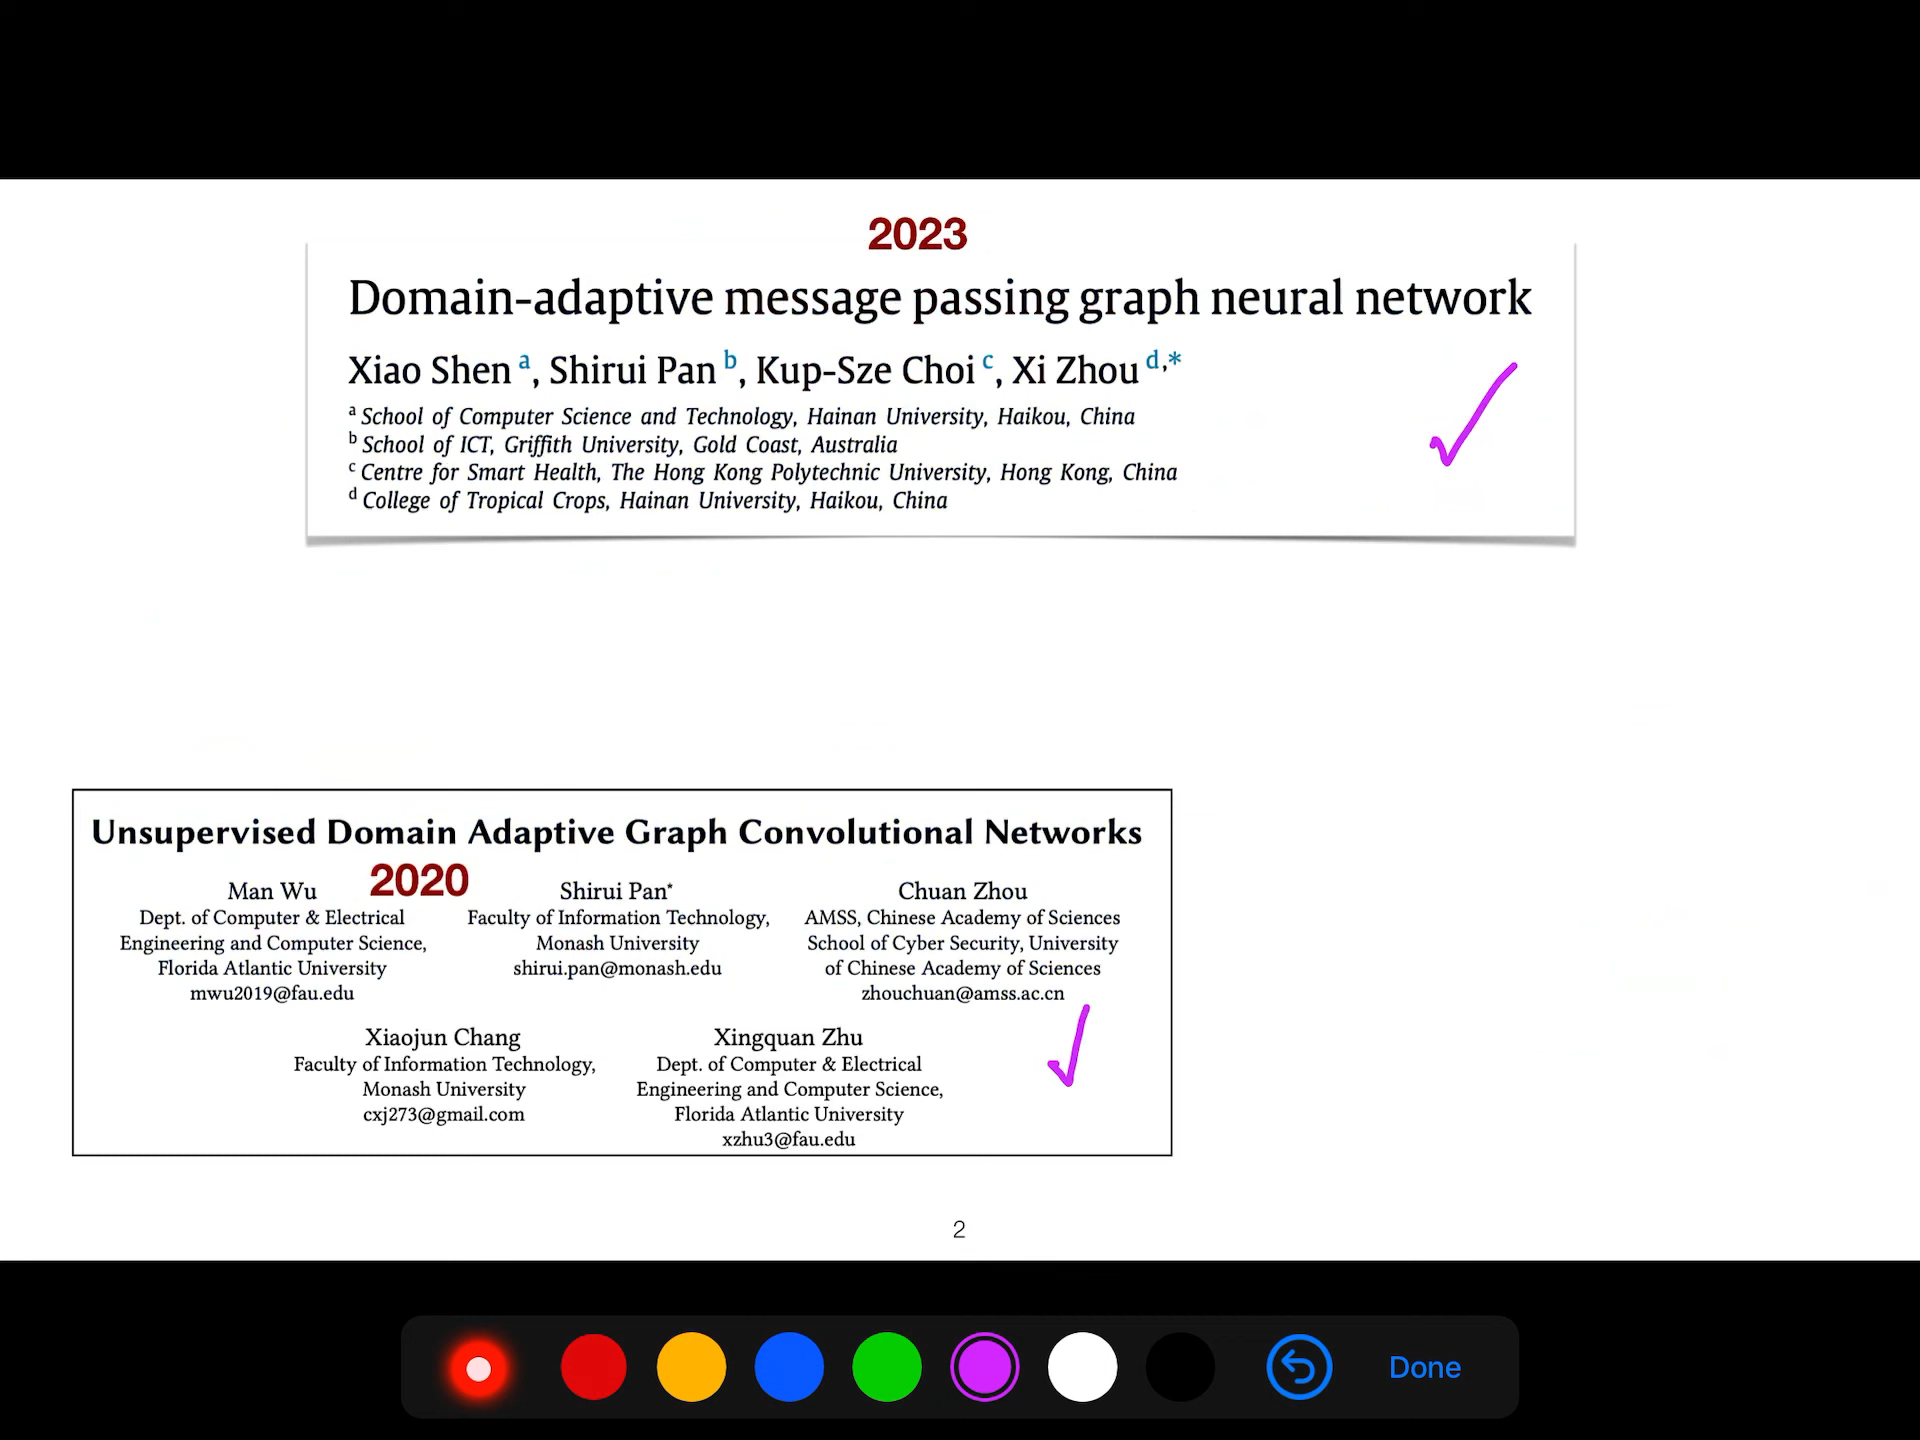 2023
Domain-adaptive message passing graph neural network
Xiao Shen a, Shirui Pan b, Kup-Sze Choi c, Xi Zhou d,*
a School of Computer Science and Technology, Hainan University, Haikou, China
b School of ICT, Griffith University, Gold Coast, Australia
c Centre for Smart Health, The Hong Kong Polytechnic University, Hong Kong, China
d College of Tropical Crops, Hainan University, Haikou, China
Unsupervised Domain Adaptive Graph Convolutional Networks
2020
Man Wu
Dept. of Computer & Electrical
Engineering and Computer Science,
Florida Atlantic University
mwu2019@fau.edu
Shirui Pan*
Faculty of Information Technology,
Monash University
shirui.pan@monash.edu
Chuan Zhou
AMSS, Chinese Academy of Sciences
School of Cyber Security, University
of Chinese Academy of Sciences
zhouchuan@amss.ac.cn
Xiaojun Chang
Faculty of Information Technology,
Monash University
cxj273@gmail.com
Xingquan Zhu
Dept. of Computer & Electrical
Engineering and Computer Science,
Florida Atlantic University
xzhu3@fau.edu
2
Done